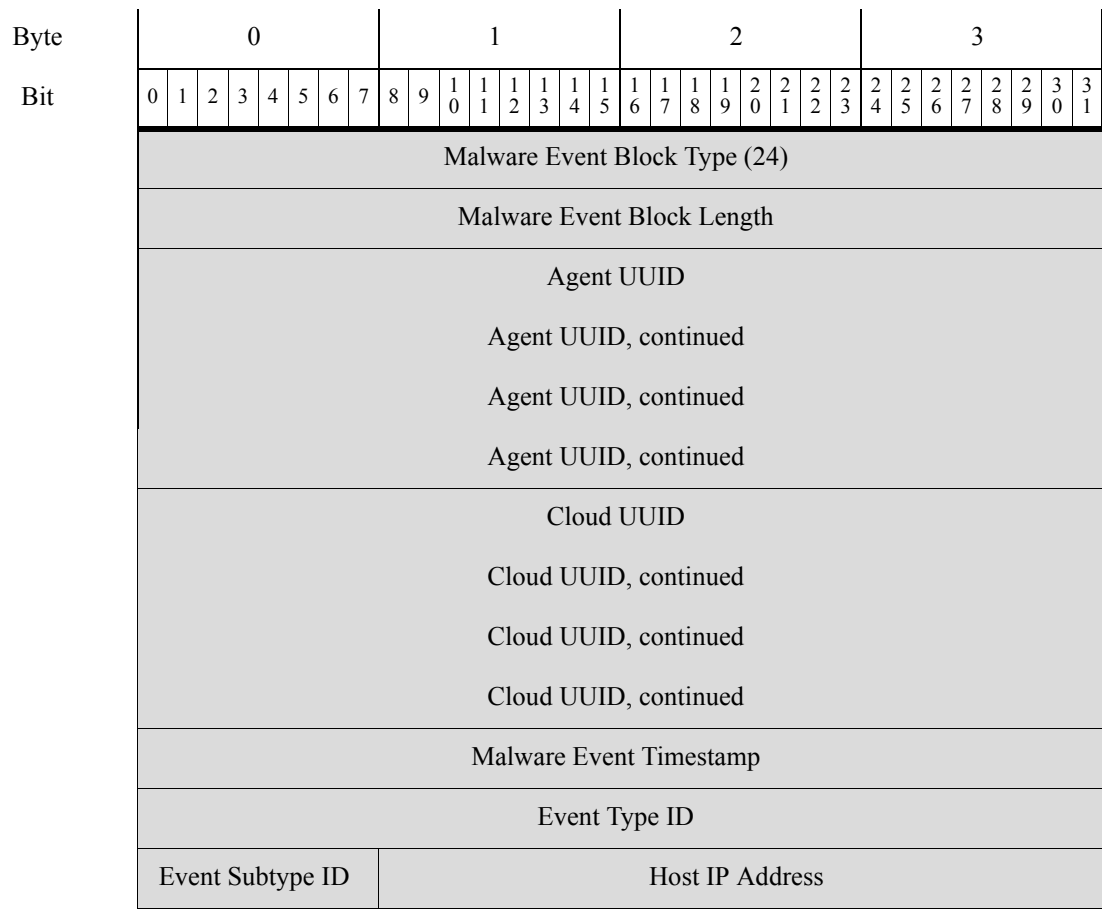 Byte 0 1 2 3
Bit 0 1 2 3 4 5 6 7 8 9 10 11 12 13 14 15 16 17 18 19 20 21 22 23 24 25 26 27 28 29 30 31
Malware Event Block Type (24)
Malware Event Block Length
Agent UUID
Agent UUID, continued
Agent UUID, continued
Agent UUID, continued
Cloud UUID
Cloud UUID, continued
Cloud UUID, continued
Cloud UUID, continued
Malware Event Timestamp
Event Type ID
Event Subtype ID Host IP Address